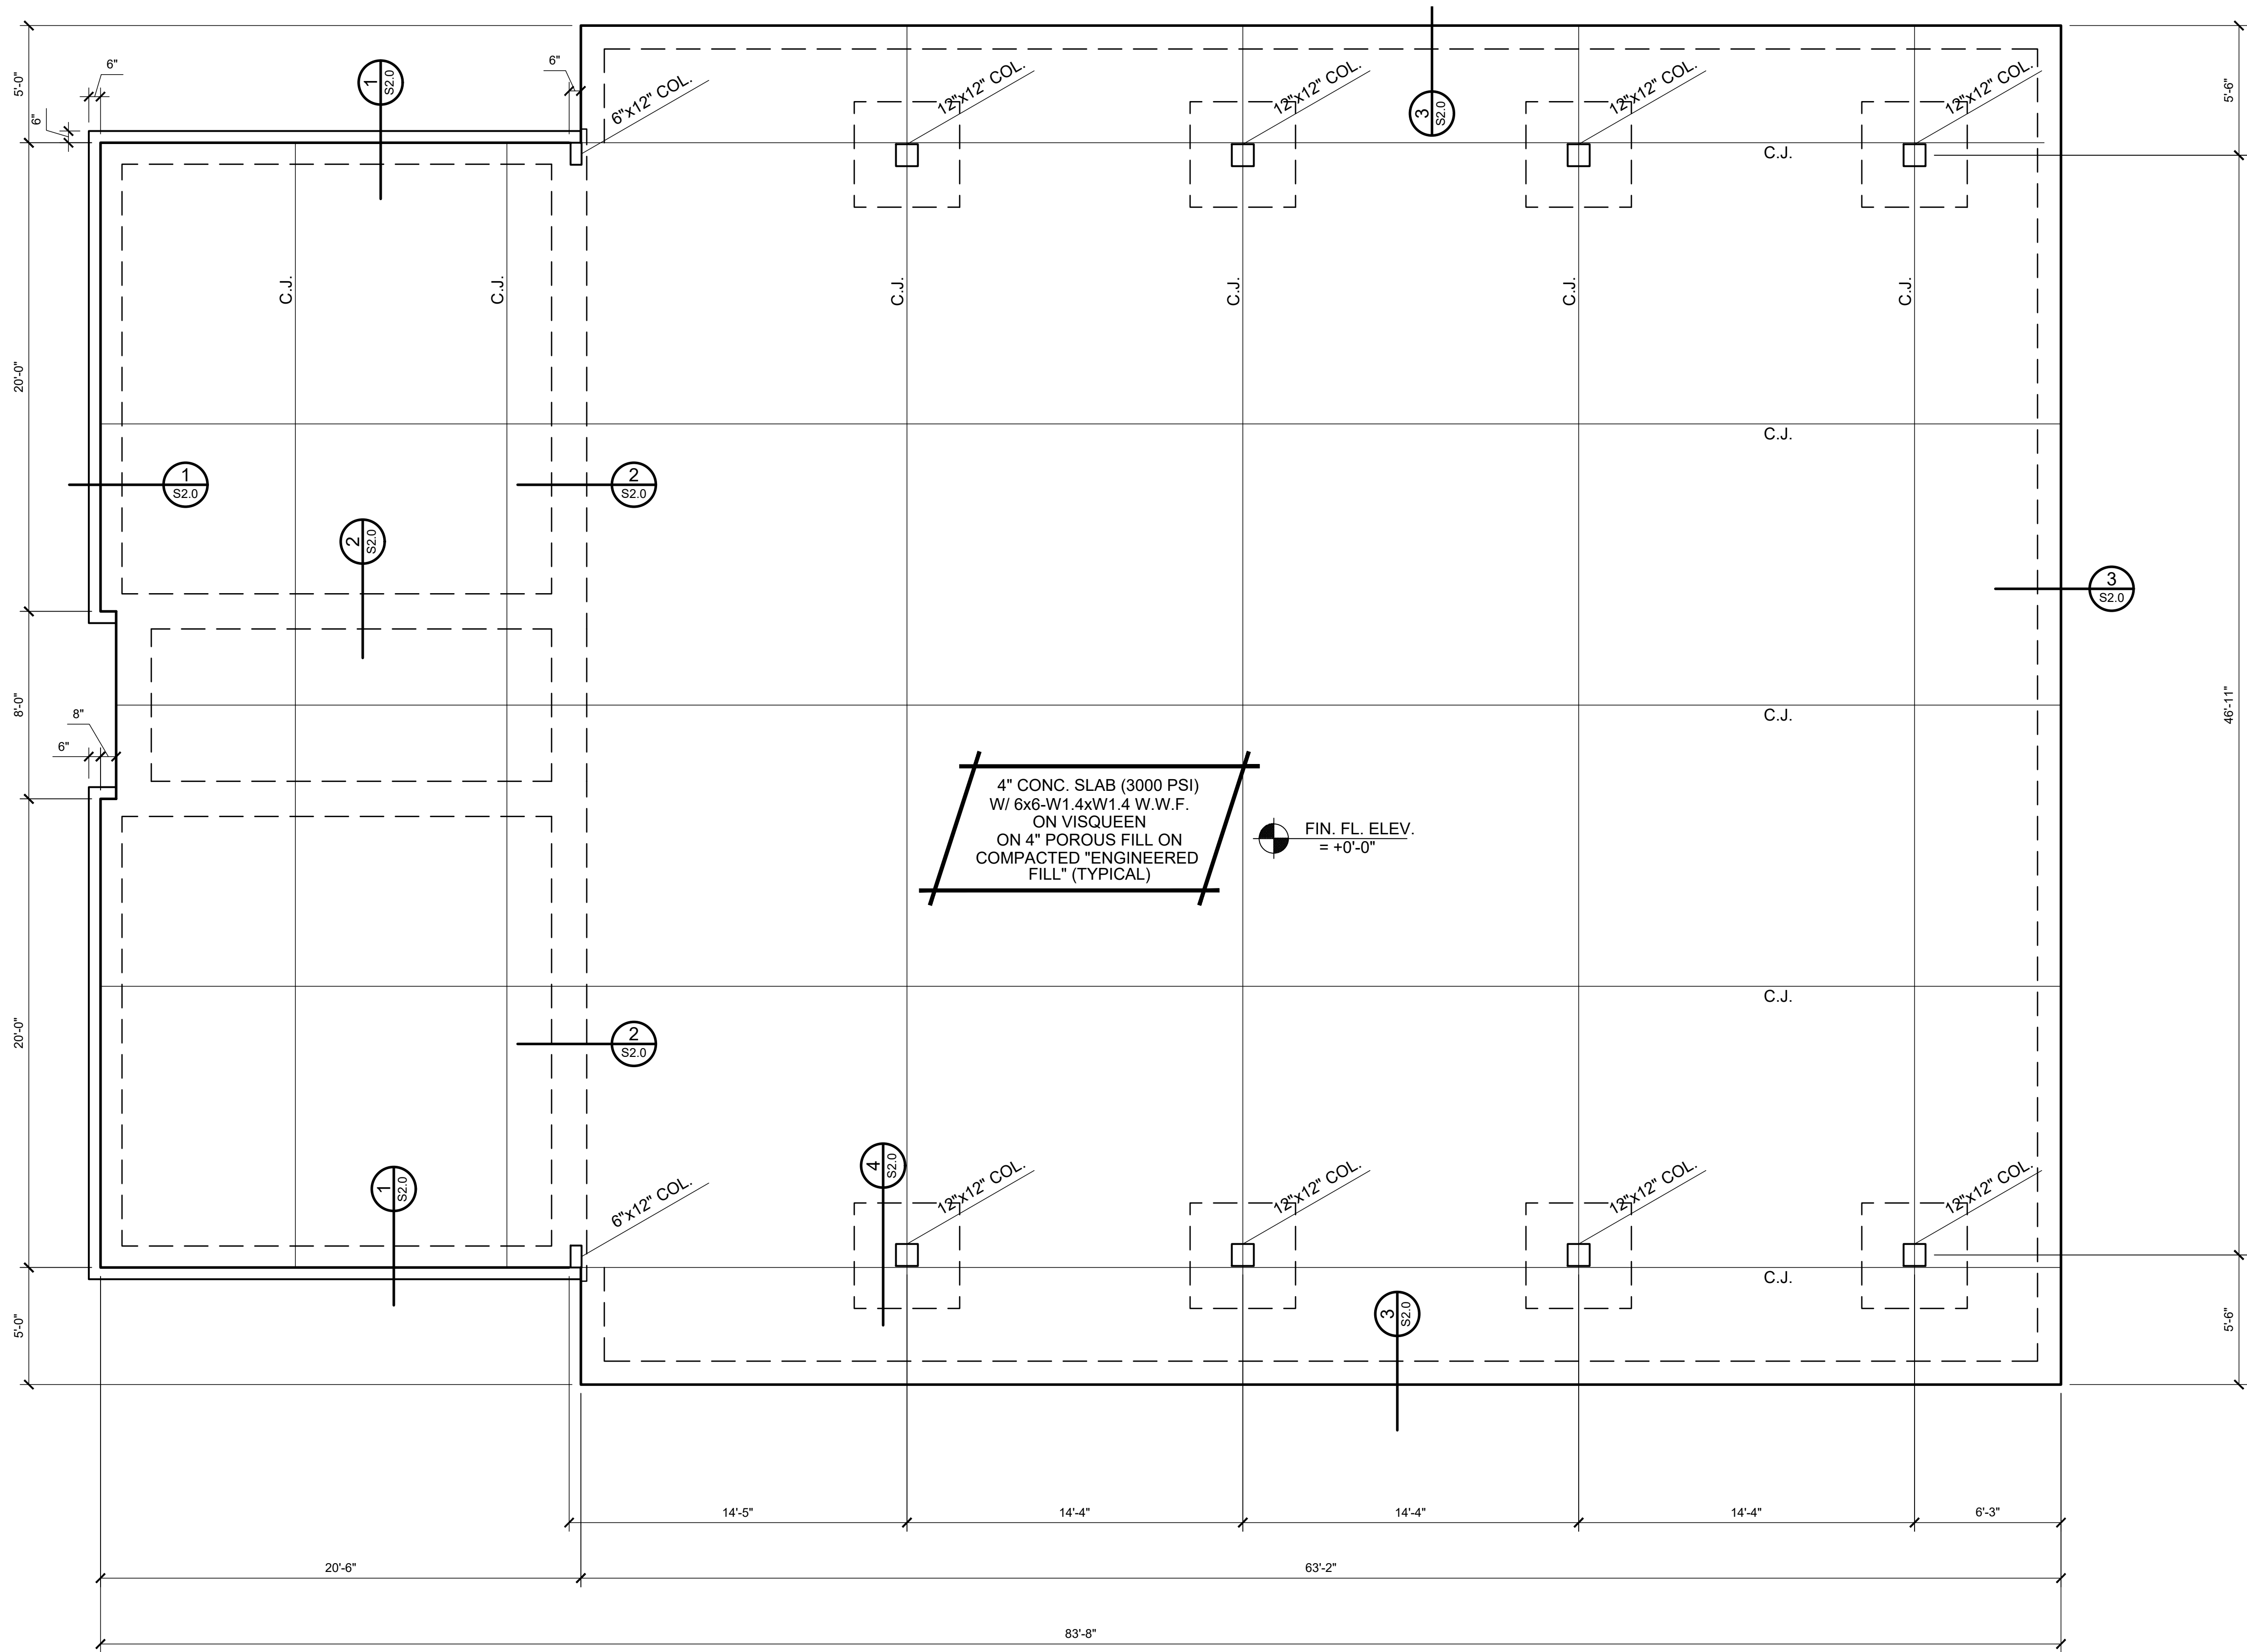 6"
6"
5'-0"
6"
1
S2.0
6"x12" COL.
12"x12" COL.
12"x12" COL.
12"x12" COL.
12"x12" COL.
3
S2.0
5'-6"
C.J.
C.J.
C.J.
C.J.
C.J.
C.J.
C.J.
20'-0"
C.J.
1
S2.0
2
S2.0
2
S2.0
3
S2.0
8'-0"
8"
6"
C.J.
46'-11"
4" CONC. SLAB (3000 PSI)
W/ 6x6-W1.4xW1.4 W.W.F.
ON VISQUEEN
ON 4" POROUS FILL ON
COMPACTED "ENGINEERED
FILL" (TYPICAL)
FIN. FL. ELEV.
= +0'-0"
C.J.
20'-0"
2
S2.0
1
S2.0
6"x12" COL.
4
S2.0
12"x12" COL.
12"x12" COL.
12"x12" COL.
12"x12" COL.
C.J.
5'-0"
3
S2.0
5'-6"
14'-5"
14'-4"
14'-4"
14'-4"
6'-3"
20'-6"
63'-2"
83'-8"